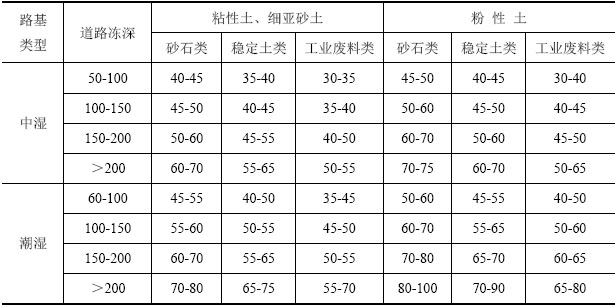 路基类型 道路冻深 粘性土、细亚砂土 粉 性 土
砂石类 稳定土类 工业废料类 砂石类 稳定土类 工业废料类
中湿 50-100 40-45 35-40 30-35 45-50 40-45 30-40
100-150 45-50 40-45 35-40 50-60 45-50 40-45
150-200 50-60 45-55 40-50 60-70 50-60 45-50
＞200 60-70 55-65 50-55 70-75 60-70 50-65
潮湿 60-100 45-55 40-50 35-45 50-60 45-55 40-50
100-150 55-60 50-55 45-50 60-70 55-65 50-60
150-200 60-70 55-65 50-55 70-80 65-70 60-65
＞200 70-80 65-75 55-70 80-100 70-90 65-80